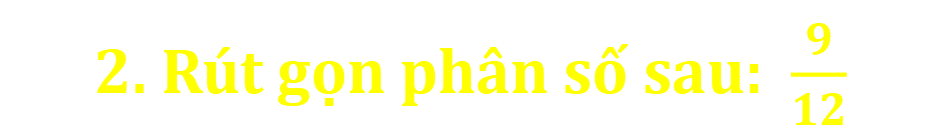 2. Rút gọn phân số sau: 9/12